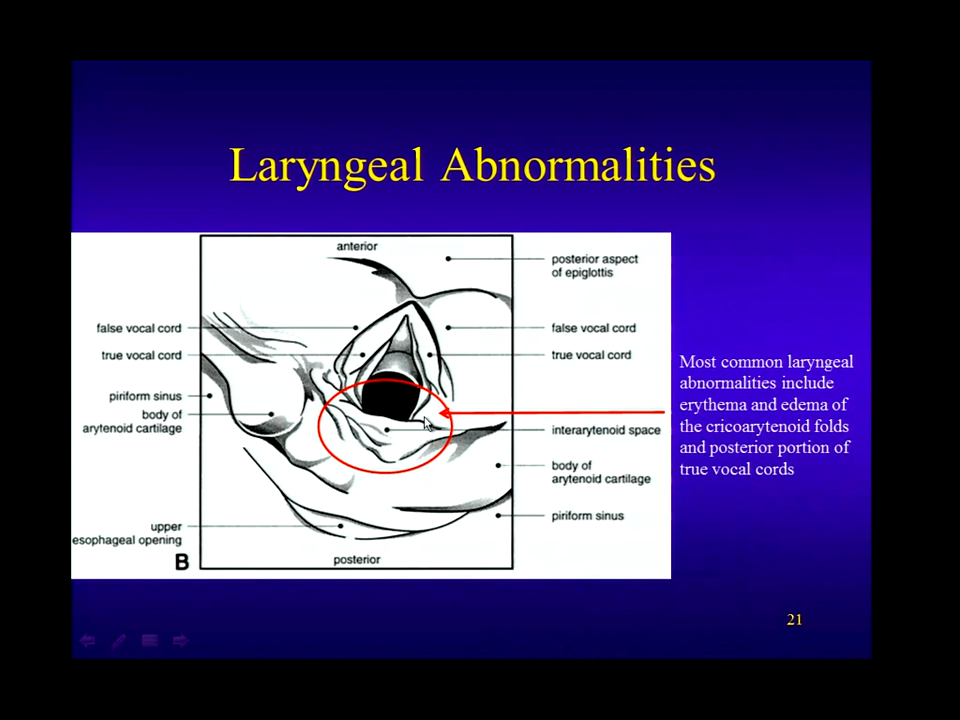 Laryngeal Abnormalities
anterior
posterior aspect
of epiglottis
false vocal cord
false vocal cord
true vocal cord
true vocal cord
piriform sinus
body of
arytenoid cartilage
interarytenoid space
body of
arytenoid cartilage
piriform sinus
upper
esophageal opening
posterior
B
Most common laryngeal
abnormalities include
erythema and edema of
the cricoarytenoid folds
and posterior portion of
true vocal cords
21